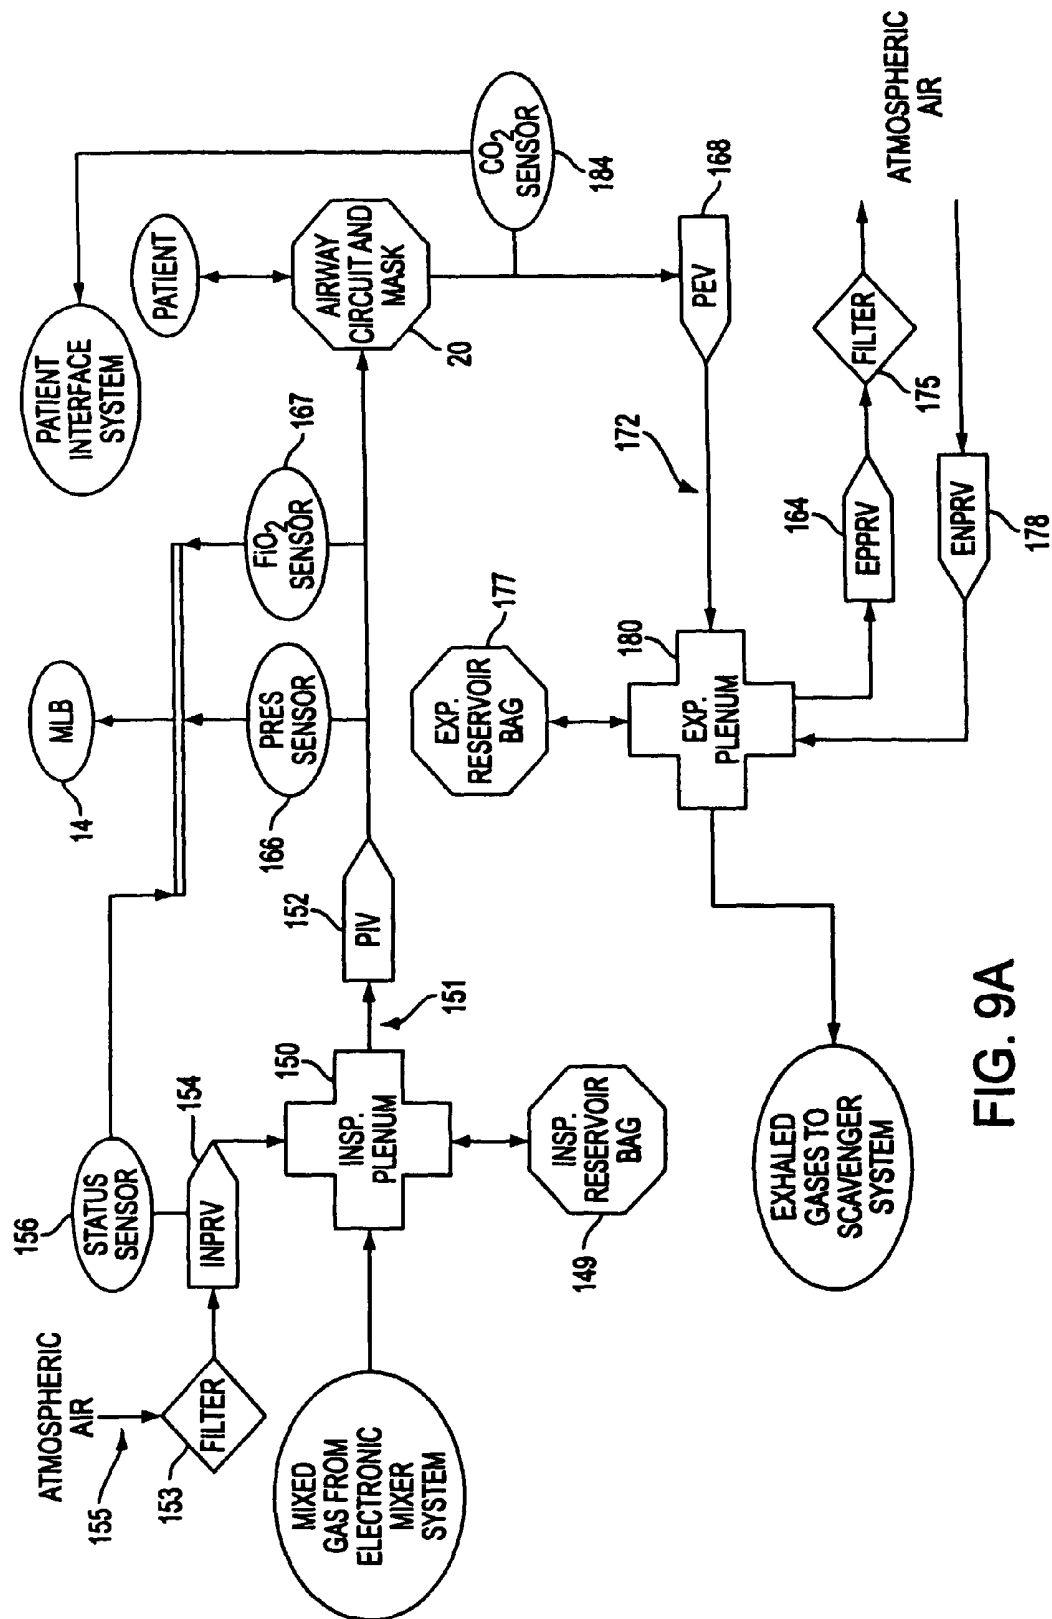 ATMOSPHERIC
AIR
155
153
FILTER
156
STATUS
SENSOR
INPRV
154
MIXED
GAS FROM
ELECTRONIC
MIXER
SYSTEM
INSP.
PLENUM
150
151
INSP.
RESERVOIR
BAG
149
PIV
152
14
MLB
PRES
SENSOR
166
FiO2
SENSOR
167
PATIENT
INTERFACE
SYSTEM
PATIENT
AIRWAY
CIRCUIT AND
MASK
20
CO2
SENSOR
184
PEV
168
172
EXP.
RESERVOIR
BAG
177
EXP.
PLENUM
180
EXHALED
GASES TO
SCAVENGER
SYSTEM
164
EPPRV
FILTER
175
ATMOSPHERIC
AIR
ENPRV
178
FIG. 9A